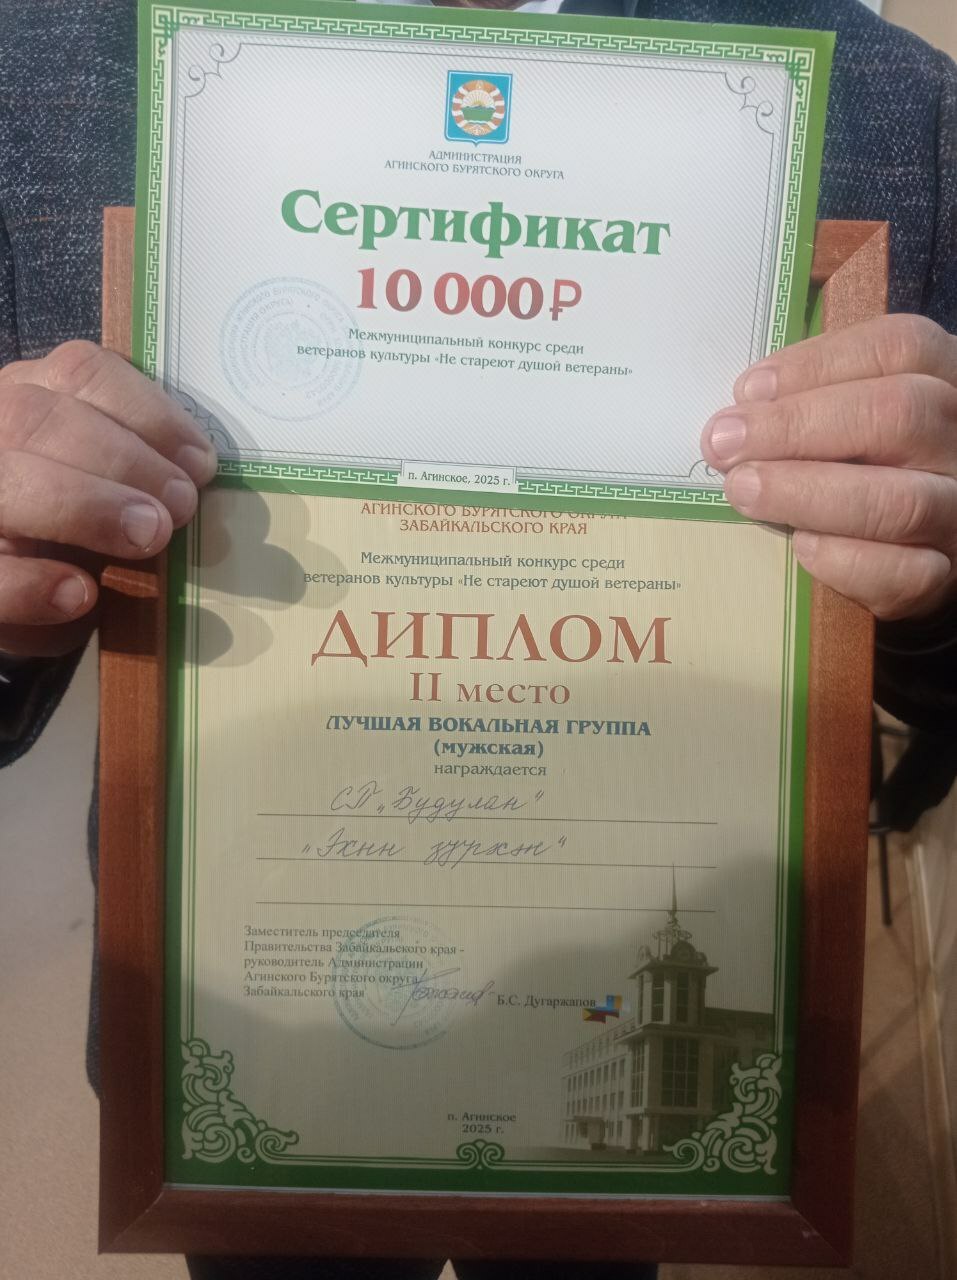 АДМИНИСТРАЦИЯ
АГИНСКОГО БУРЯТСКОГО ОКРУГА
Сертификат
10 000₽
Межмуниципальный конкурс среди
ветеранов культуры «Не стареют душой ветераны»
п. Агинское, 2025 г.
АГИНСКОГО БУРЯТСКОГО ОКРУГА
ЗАБАЙКАЛЬСКОГО КРАЯ
Межмуниципальный конкурс среди
ветеранов культуры «Не стареют душой ветераны»
ДИПЛОМ
II место
ЛУЧШАЯ ВОКАЛЬНАЯ ГРУППА
(мужская)
награждается
СП „Будулан"
"Эхин зүрхэн"
Заместитель председателя
Правительства Забайкальского края -
руководитель Администрации
Агинского Бурятского округа
Забайкальского края
Б.С. Дугаржапов
п. Агинское
2025 г.